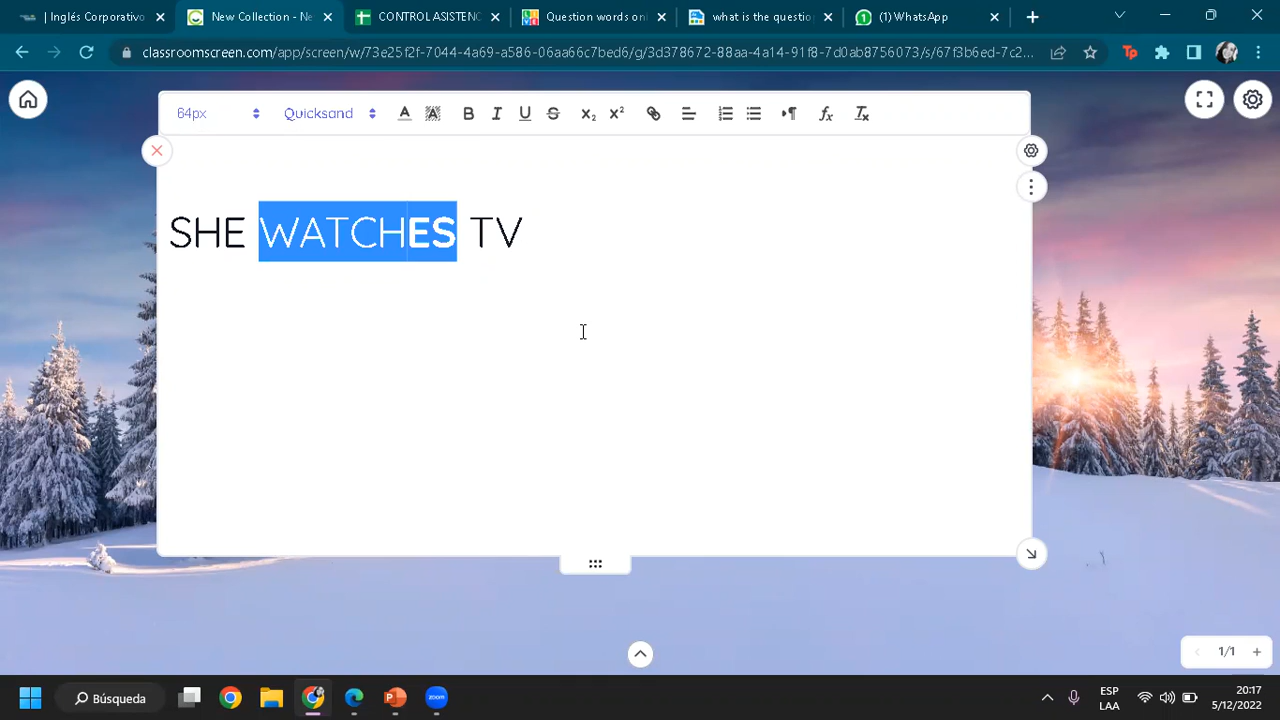 | Inglés Corporativo
New Collection - Ne
CONTROL ASISTENC
Question words onl
what is the questio
(1) WhatsApp
classroomscreen.com/app/screen/w/73e25f2f-7044-4a69-a586-06aa66c7bed6/g/3d378672-88aa-4a14-91f8-7d0ab8756073/s/67f3b6ed-7c2...
64px
Quicksand
SHE WATCHES TV
1/1
Búsqueda
ESP
LAA
20:17
5/12/2022